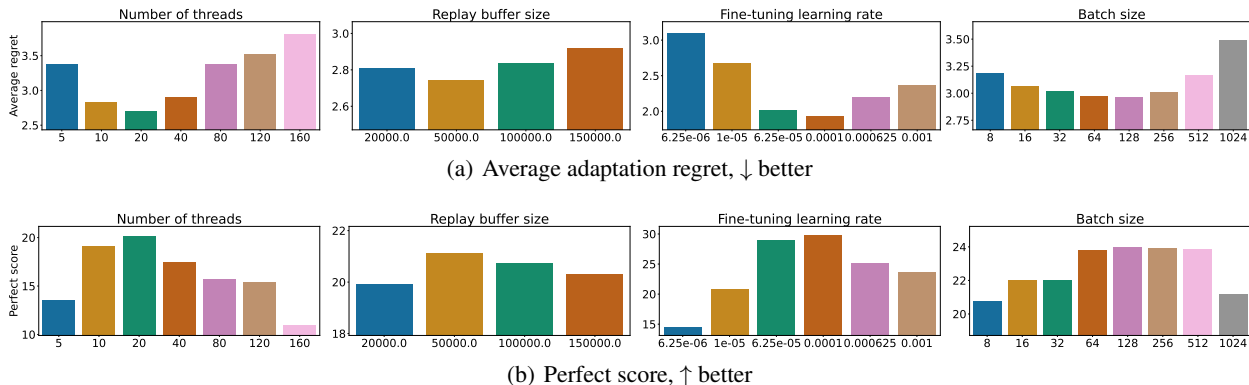 Number of threads Replay buffer size Fine-tuning learning rate Batch size
Average regret
3.5
3.0
2.5
5 10 20 40 80 120 160
3.0
2.8
2.6
20000.0 50000.0 100000.0 150000.0
3.0
2.5
2.0
6.25e-06 1e-05 6.25e-05 0.0001 0.000625 0.001
3.50
3.25
3.00
2.75
8 16 32 64 128 256 512 1024
(a) Average adaptation regret, ↓ better
Number of threads Replay buffer size Fine-tuning learning rate Batch size
Perfect score
20
15
10
5 10 20 40 80 120 160
22
20
18
20000.0 50000.0 100000.0 150000.0
30
25
20
15
6.25e-06 1e-05 6.25e-05 0.0001 0.000625 0.001
24
22
20
8 16 32 64 128 256 512 1024
(b) Perfect score, ↑ better